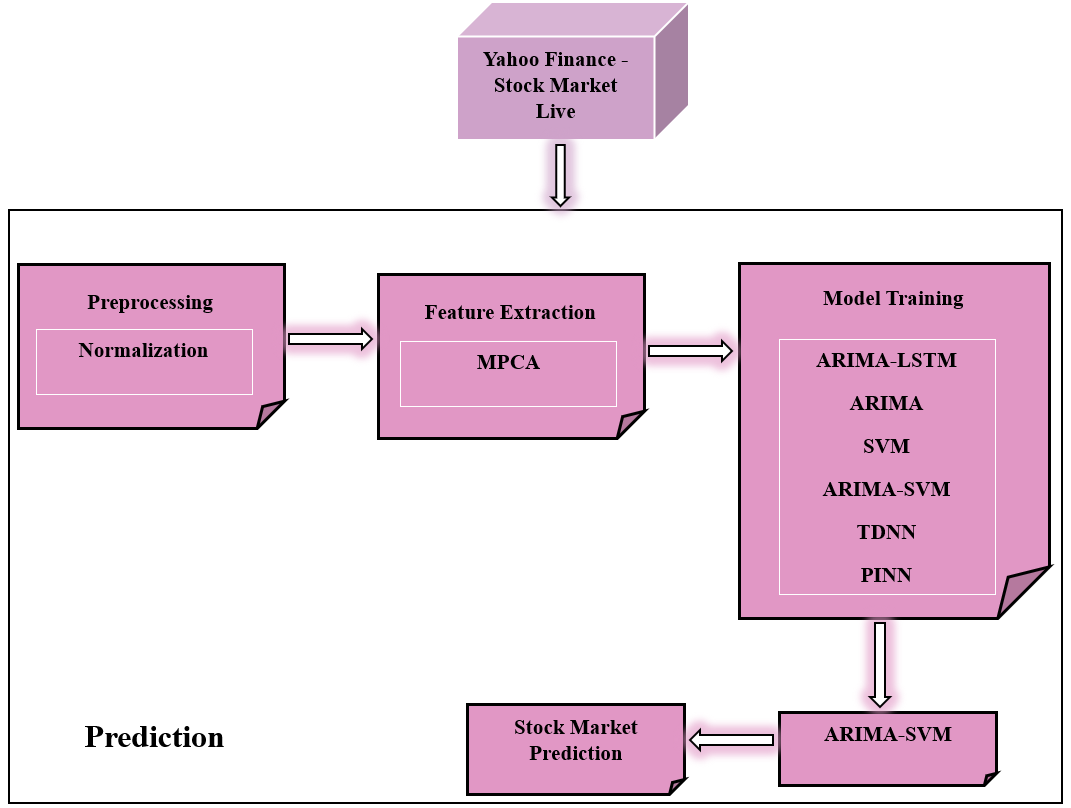 Yahoo Finance -
Stock Market
Live
Preprocessing
Normalization
Feature Extraction
MPCA
Model Training
ARIMA-LSTM
ARIMA
SVM
ARIMA-SVM
TDNN
PINN
ARIMA-SVM
Stock Market
Prediction
Prediction